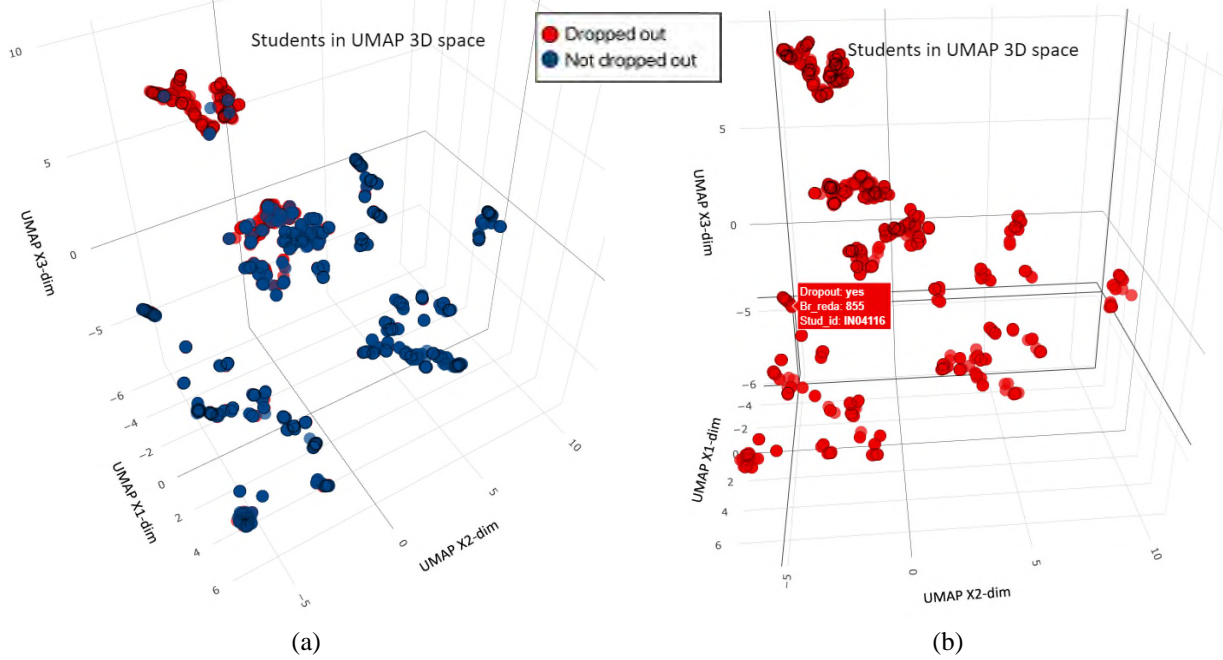 Students in UMAP 3D space
Dropped out
Not dropped out
10
5
0
−5
UMAP X3-dim
−6
−4
−2
0
2
4
6
UMAP X1-dim
−5
0
5
10
UMAP X2-dim
(a)
Students in UMAP 3D space
5
0
−5
UMAP X3-dim
Dropout: yes
Br_reda: 855
Stud_id: IN04116
−6
−4
−2
0
2
4
6
UMAP X1-dim
−5
0
5
10
UMAP X2-dim
(b)